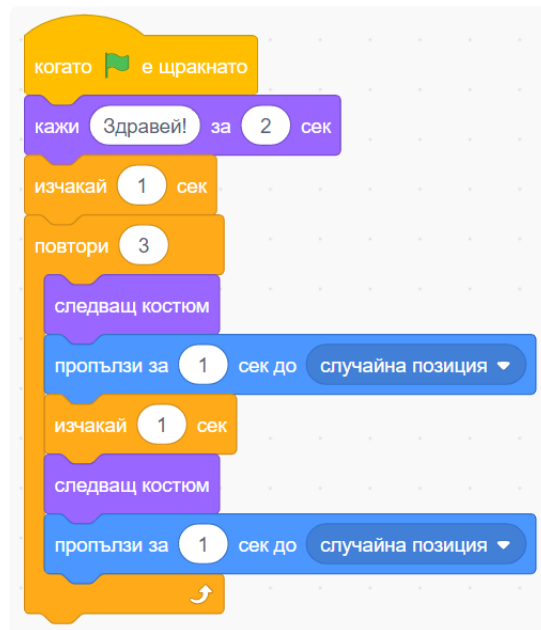 когато е щракнато
кажи Здравей! за 2 сек
изчакай 1 сек
повтори 3
следващ костюм
пропълзи за 1 сек до случайна позиция
изчакай 1 сек
следващ костюм
пропълзи за 1 сек до случайна позиция